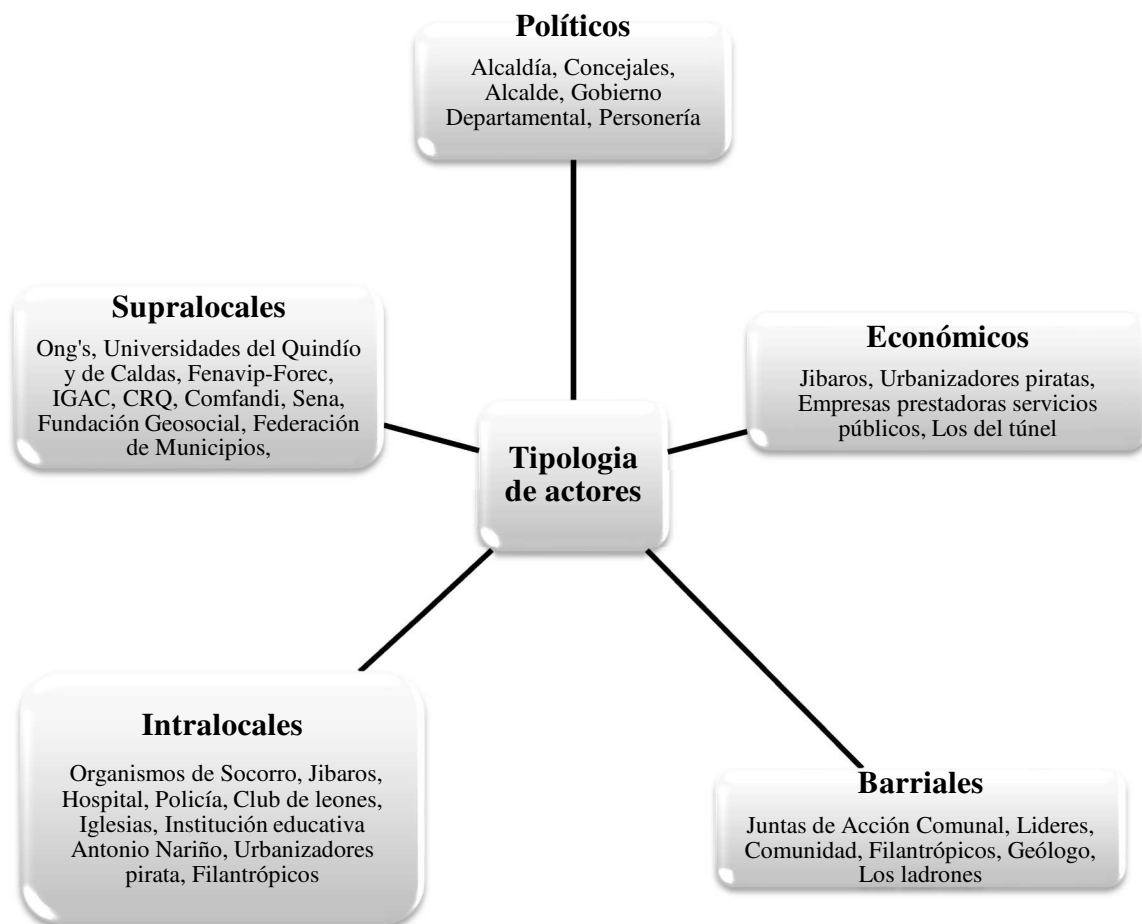 Políticos
Alcaldía, Concejales,
Alcalde, Gobierno
Departamental, Personería
Supralocales
Ong's, Universidades del Quindío
y de Caldas, Fenavip-Forec,
IGAC, CRQ, Comfandi, Sena,
Fundación Geosocial, Federación
de Municipios,
Económicos
Jibaros, Urbanizadores piratas,
Empresas prestadoras servicios
públicos, Los del túnel
Tipologia
de actores
Intralocales
Organismos de Socorro, Jibaros,
Hospital, Policía, Club de leones,
Iglesias, Institución educativa
Antonio Nariño, Urbanizadores
pirata, Filantrópicos
Barriales
Juntas de Acción Comunal, Lideres,
Comunidad, Filantrópicos, Geólogo,
Los ladrones